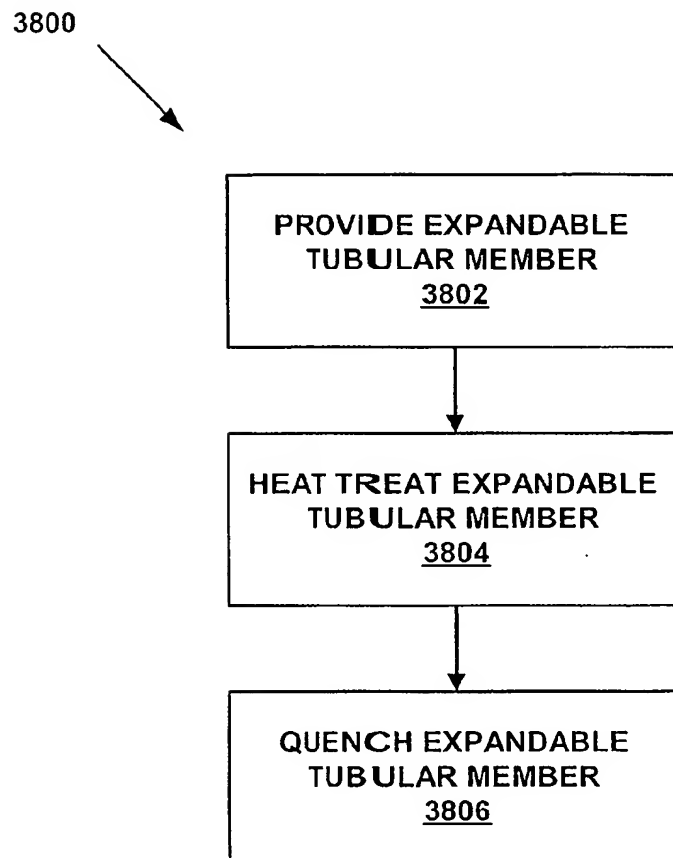 3800
PROVIDE EXPANDABLE
TUBULAR MEMBER
3802
HEAT TREAT EXPANDABLE
TUBULAR MEMBER
3804
QUENCH EXPANDABLE
TUBULAR MEMBER
3806